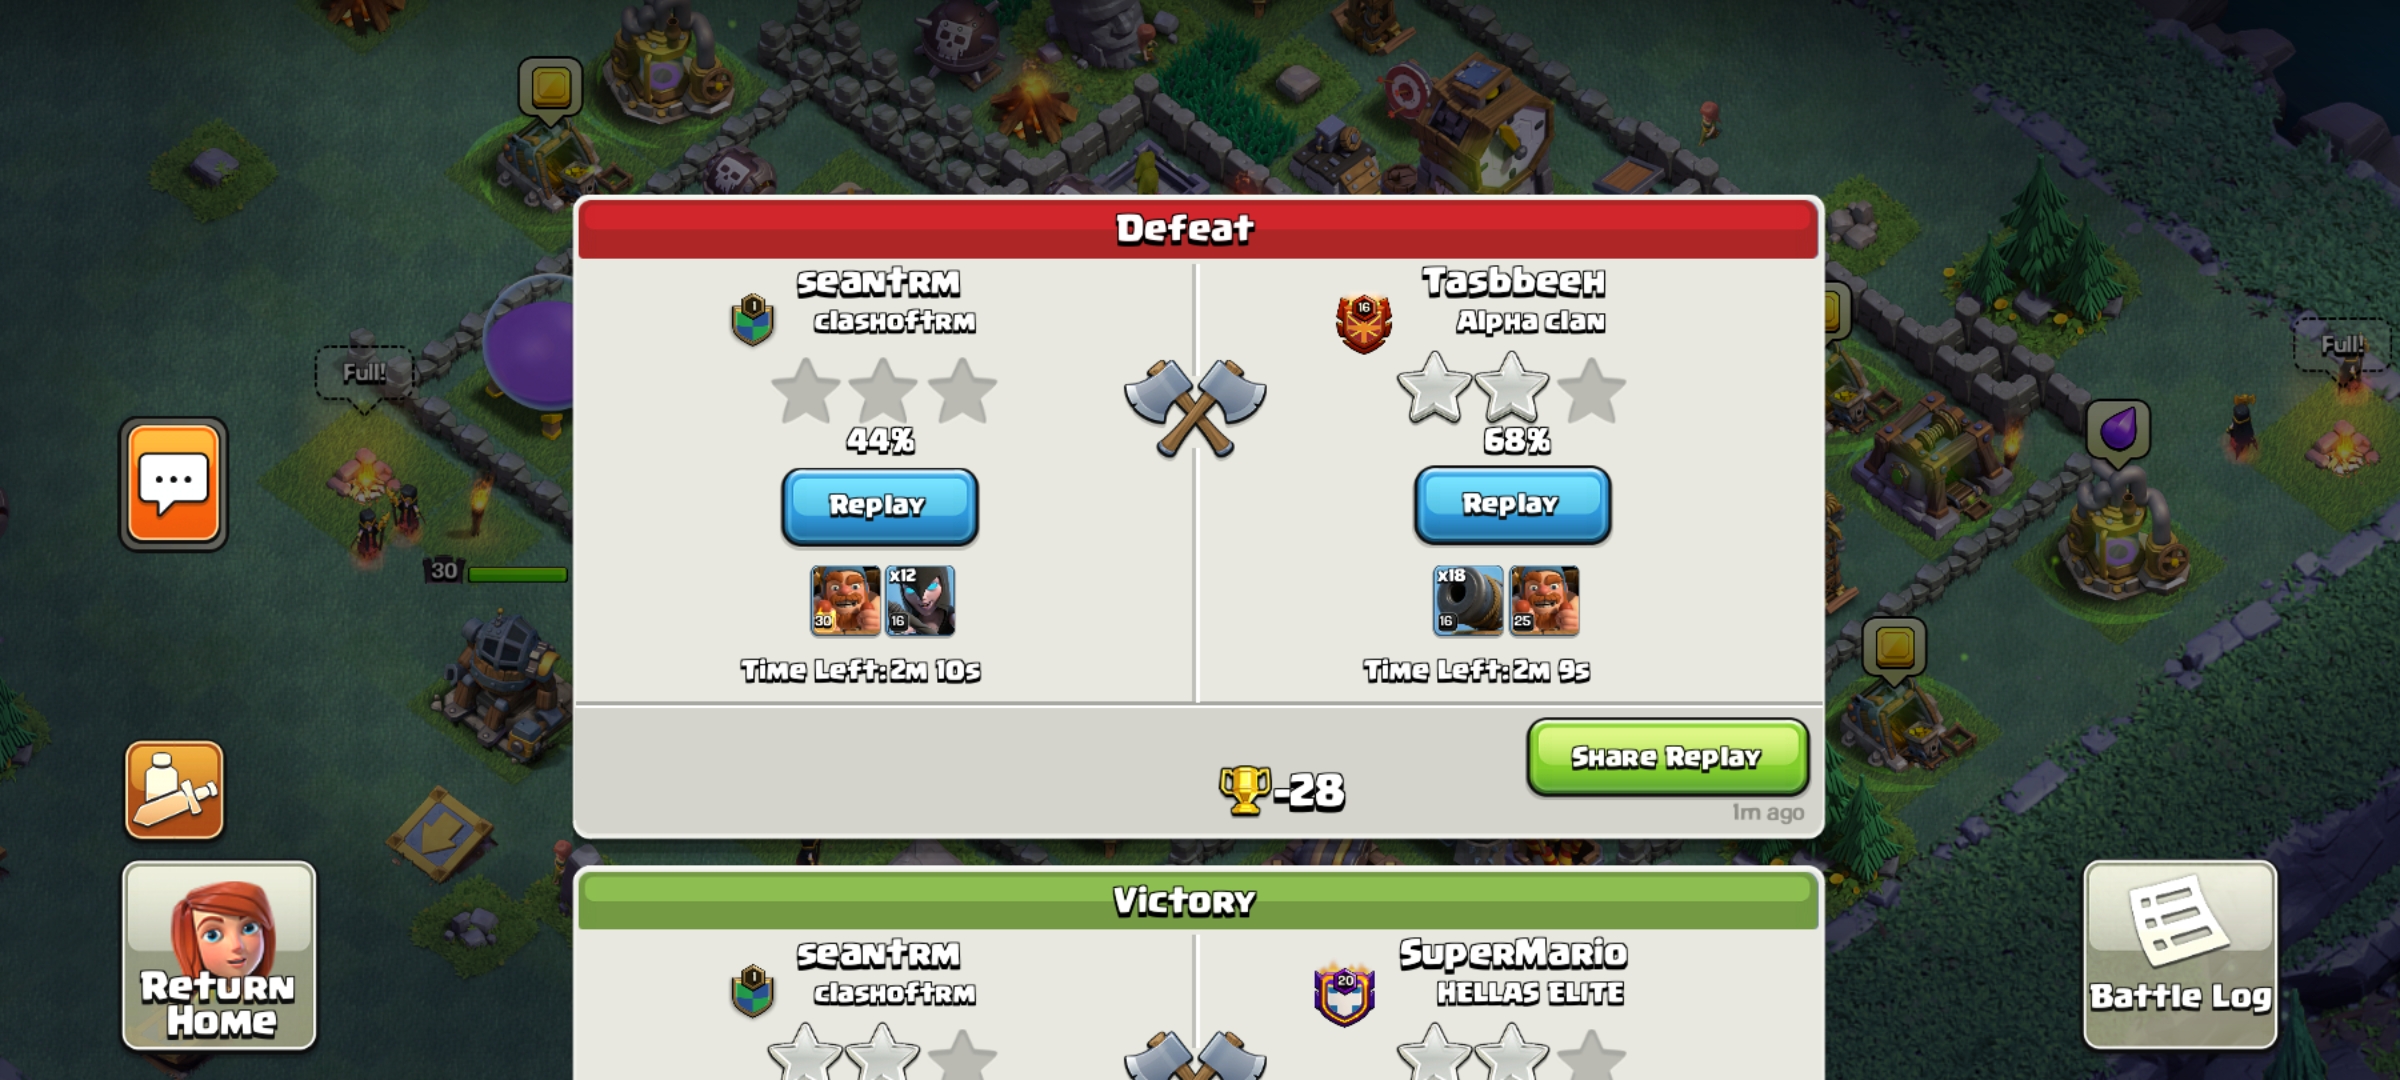 Defeat
seantRM
clashoftRM
1
44%
Replay
30
x12
16
Time Left:2m 10s
Tasbbeeh
Alpha clan
16
68%
Replay
x18
16
25
Time Left:2m 9s
-28
Share Replay
1m ago
Victory
seantRM
clashoftRM
1
SuperMario
HELLAS ELITE
20
Full!
Full!
30
Return
Home
Battle Log